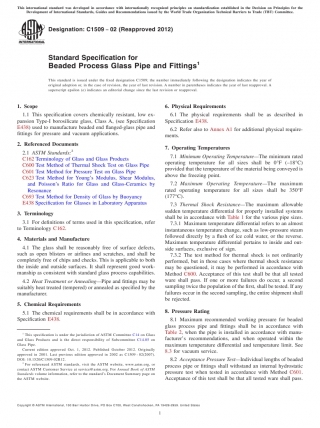 This international standard was developed in accordance with internationally recognized principles on standardization established in the Decision on Principles for the
Development of International Standards, Guides and Recommendations issued by the World Trade Organization Technical Barriers to Trade (TBT) Committee.
Designation: C1509 − 02 (Reapproved 2012)
Standard Specification for
Beaded Process Glass Pipe and Fittings1
This standard is issued under the fixed designation C1509; the number immediately following the designation indicates the year of
original adoption or, in the case of revision, the year of last revision. A number in parentheses indicates the year of last reapproval. A
superscript epsilon (ε) indicates an editorial change since the last revision or reapproval.
1. Scope
1.1 This specification covers chemically resistant, low ex-
pansion Type-I borosilicate glass, Class A, (see Specification
E438) used to manufacture beaded and flanged-glass pipe and
fittings for pressure and vacuum applications.
2. Referenced Documents
2.1 ASTM Standards:2
C162 Terminology of Glass and Glass Products
C600 Test Method of Thermal Shock Test on Glass Pipe
C601 Test Method for Pressure Test on Glass Pipe
C623 Test Method for Young's Modulus, Shear Modulus,
and Poisson's Ratio for Glass and Glass-Ceramics by
Resonance
C693 Test Method for Density of Glass by Buoyancy
E438 Specification for Glasses in Laboratory Apparatus
3. Terminology
3.1 For definitions of terms used in this specification, refer
to Terminology C162.
4. Materials and Manufacture
4.1 The glass shall be reasonably free of surface defects,
such as open blisters or airlines and scratches, and shall be
completely free of chips and checks. This is applicable to both
the inside and outside surfaces. It shall represent good work-
manship as consistent with standard glass process capabilities.
4.2 Heat Treatment or Annealing—Pipe and fittings may be
suitably heat treated (tempered) or annealed as specified by the
manufacturer.
5. Chemical Requirements
5.1 The chemical requirements shall be in accordance with
Specification E438.
1 This specification is under the jurisdiction of ASTM Committee C14 on Glass
and Glass Products and is the direct responsibility of Subcommittee C14.05 on
Glass Pipe.
Current edition approved Oct. 1, 2012. Published October 2012. Originally
approved in 2001. Last previous edition approved in 2002 as C1509 – 02(2007).
DOI: 10.1520/C1509-02R12.
2 For referenced ASTM standards, visit the ASTM website, www.astm.org, or
contact ASTM Customer Service at service@astm.org. For Annual Book of ASTM
Standards volume information, refer to the standard's Document Summary page on
the ASTM website.
6. Physical Requirements
6.1 The physical requirements shall be as described in
Specification E438.
6.2 Refer also to Annex A1 for additional physical require-
ments.
7. Operating Temperatures
7.1 Minimum Operating Temperature—The minimum rated
operating temperature for all sizes shall be 0°F (–18°C)
provided that the temperature of the material being conveyed is
above the freezing point.
7.2 Maximum Operating Temperature—The maximum
rated operating temperature for all sizes shall be 350°F
(177°C).
7.3 Thermal Shock Resistance—The maximum allowable
sudden temperature differential for properly installed systems
shall be in accordance with Table 1 for the various pipe sizes.
7.3.1 Maximum temperature differential refers to an almost
instantaneous temperature change, such as low-pressure steam
followed directly by a flush of ice cold water, or the reverse.
Maximum temperature differential pertains to inside and out-
side surfaces, exclusive of sign.
7.3.2 The test method for thermal shock is not ordinarily
performed, but in those cases where thermal shock resistance
may be questioned, it may be performed in accordance with
Method C600. Acceptance of this test shall be that all tested
ware shall pass. If one or more failures do occur, a second
sampling twice the population of the first, shall be tested. If any
failures occur in the second sampling, the entire shipment shall
be rejected.
8. Pressure Rating
8.1 Maximum recommended working pressure for beaded
glass process pipe and fittings shall be in accordance with
Table 2, when the pipe is installed in accordance with manu-
facturer's recommendations, and when operated within the
maximum temperature differential and temperature limit. See
8.5 for vacuum service.
8.2 Acceptance Pressure Test—Individual lengths of beaded
process pipe or fittings shall withstand an internal hydrostatic
pressure test when tested in accordance with Method C601.
Acceptance of this test shall be that all tested ware shall pass.
Copyright © ASTM International, 100 Barr Harbor Drive, PO Box C700, West Conshohocken, PA 19428-2959. United States
1